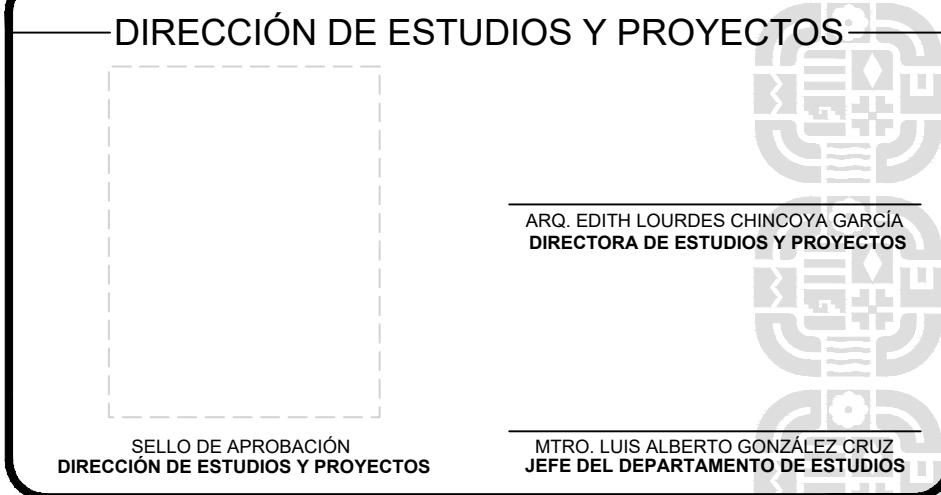 DIRECCIÓN DE ESTUDIOS Y PROYECTOS
ARQ. EDITH LOURDES CHINCOYA GARCÍA
DIRECTORA DE ESTUDIOS Y PROYECTOS
SELLO DE APROBACIÓN
DIRECCIÓN DE ESTUDIOS Y PROYECTOS
MTRO. LUIS ALBERTO GONZÁLEZ CRUZ
JEFE DEL DEPARTAMENTO DE ESTUDIOS